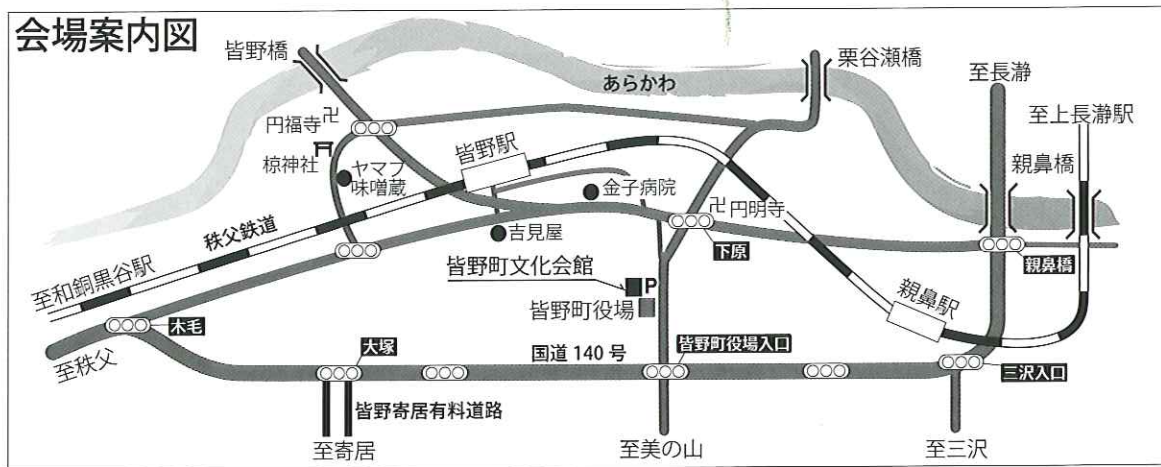 会場案内図
皆野橋
あらかわ
栗谷瀬橋
至長瀞
至上長瀞駅
円福寺
椋神社
ヤマブ
味噌蔵
皆野駅
金子病院
卍円明寺
親鼻橋
秩父鉄道
吉見屋
下原
親鼻橋
至和銅黒谷駅
皆野町文化会館
P
皆野町役場
親鼻駅
木毛
至秩父
大塚
国道140号
皆野町役場入口
三沢入口
皆野寄居有料道路
至寄居
至美の山
至三沢